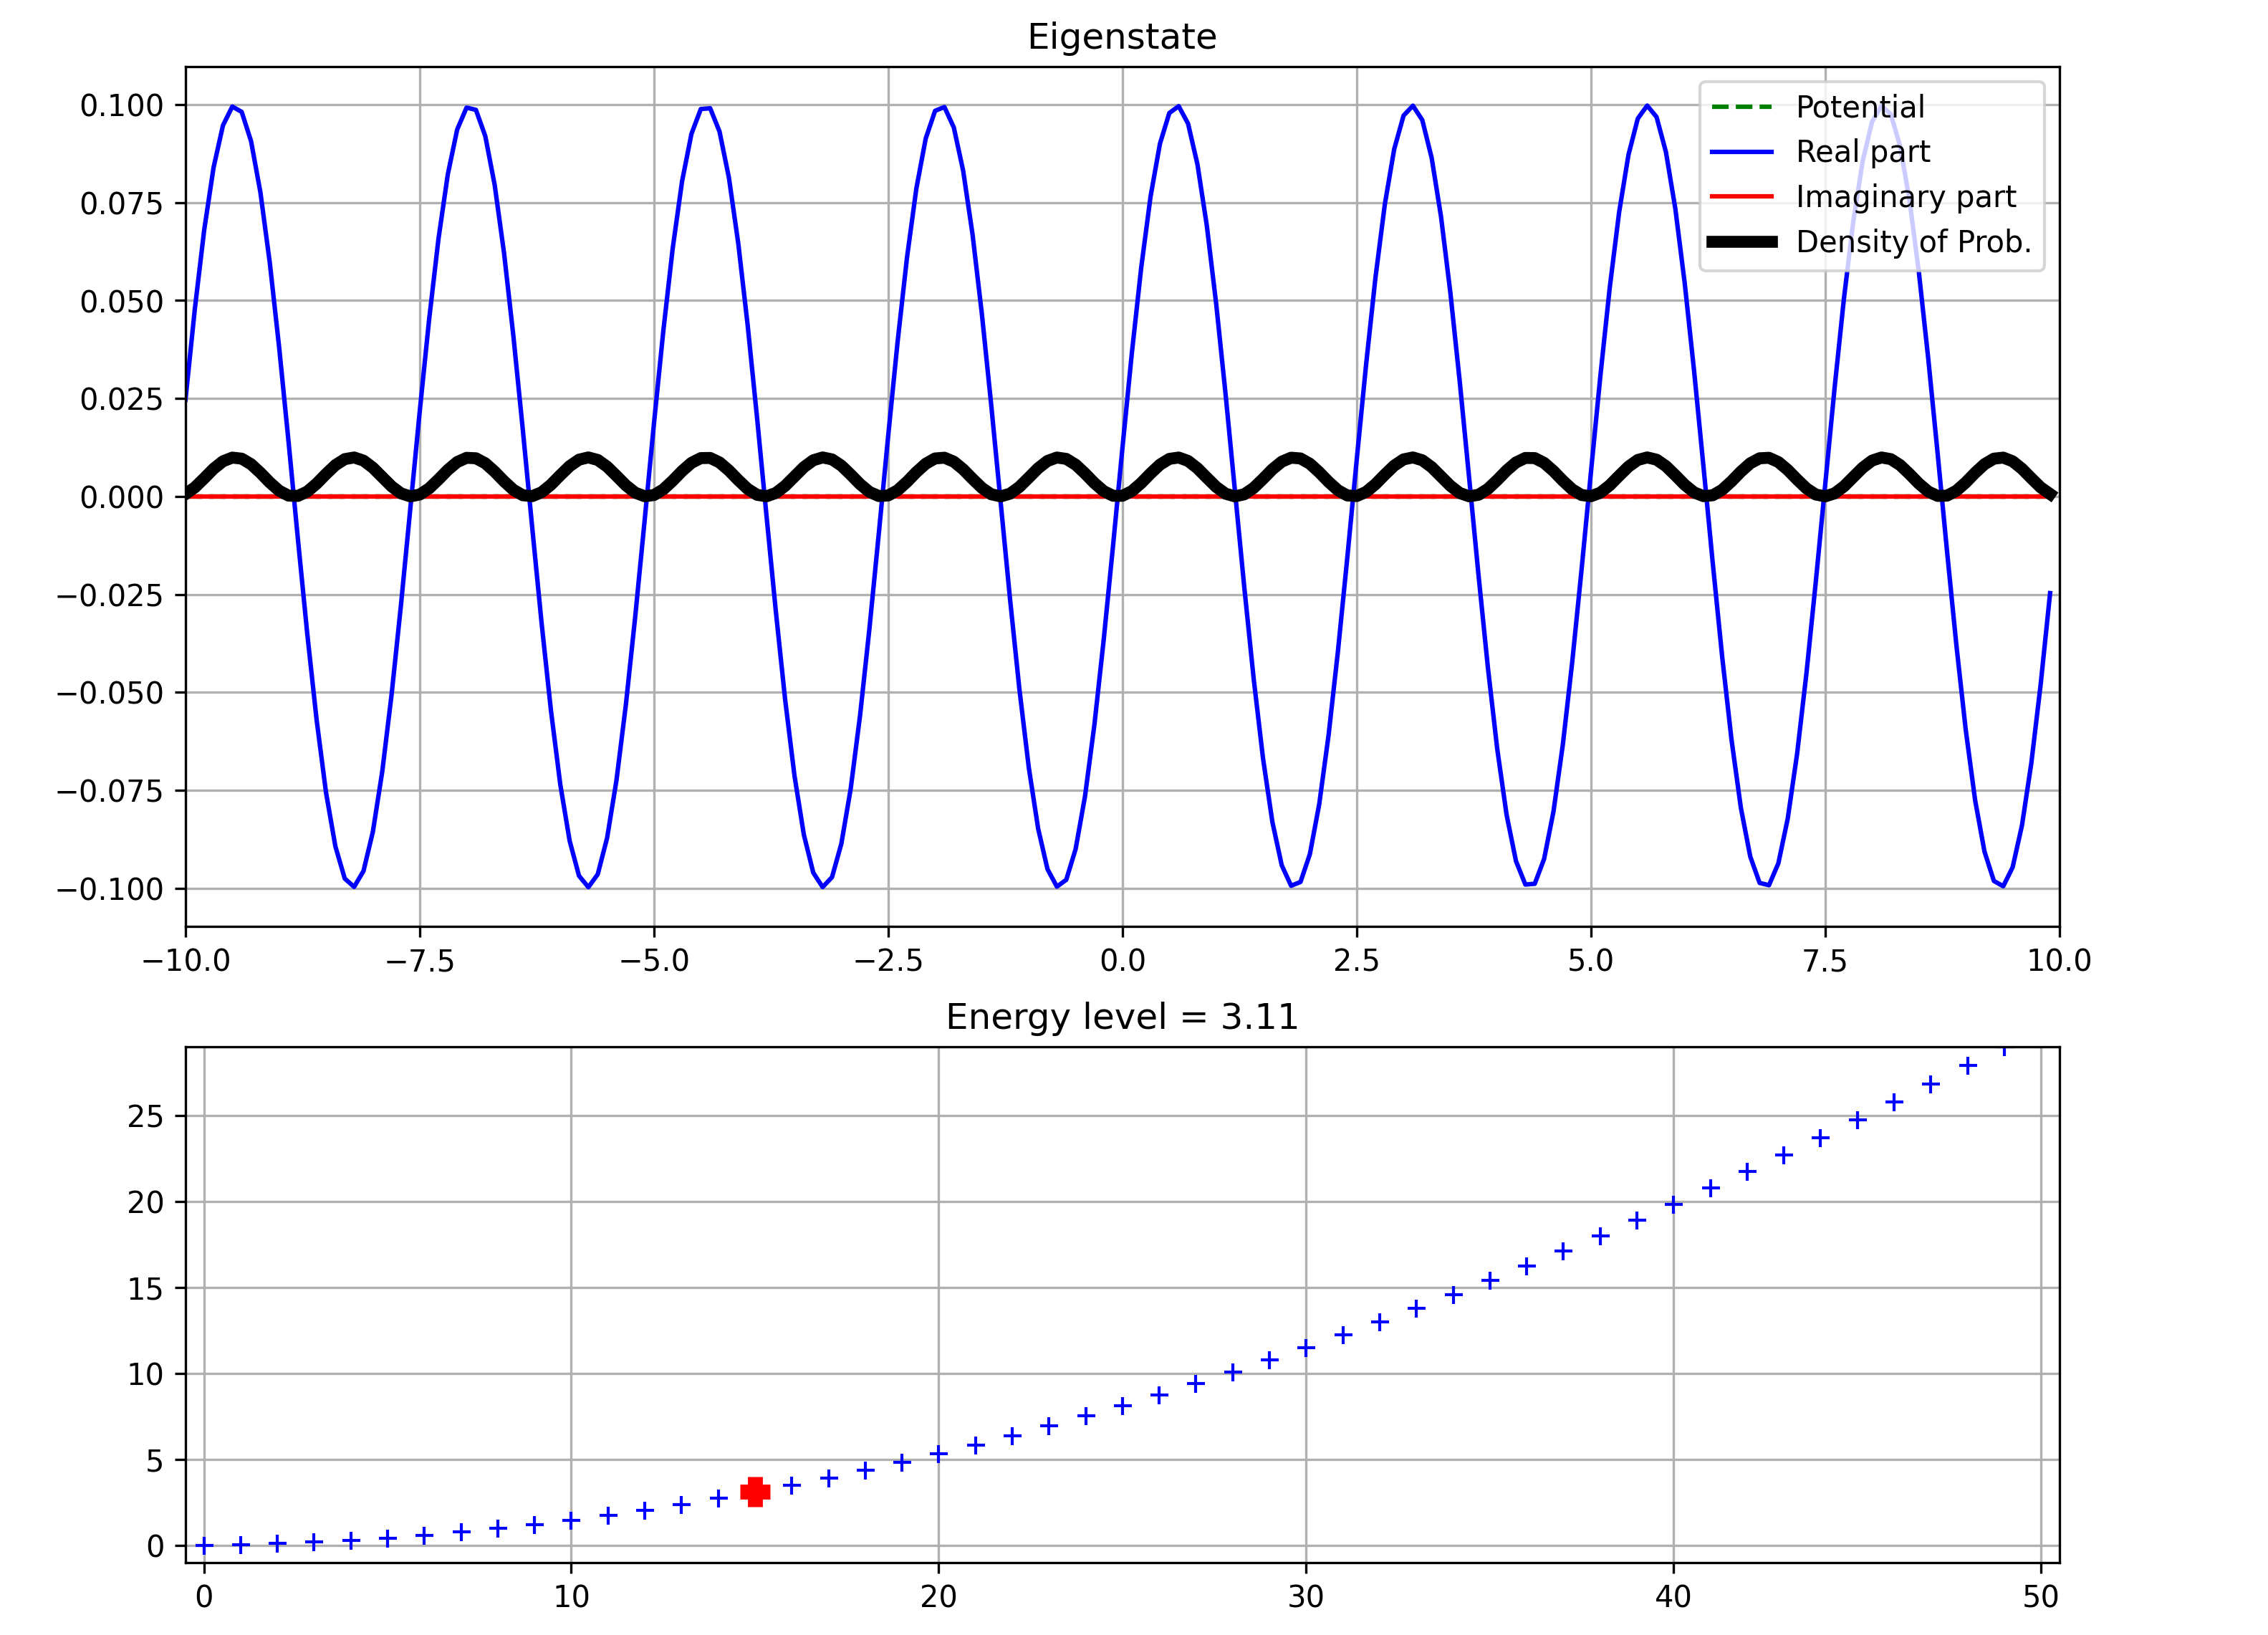 Eigenstate
0.100
0.075
0.050
0.025
0.000
−0.025
−0.050
−0.075
−0.100
Potential
Real part
Imaginary part
Density of Prob.
−10.0 −7.5 −5.0 −2.5 0.0 2.5 5.0 7.5 10.0
Energy level = 3.11
25
20
15
10
5
0
0 10 20 30 40 50